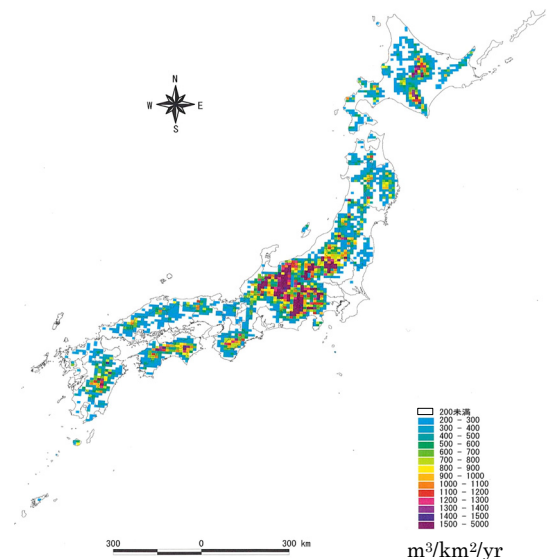 N
W E
S
200未満
200 - 300
300 - 400
400 - 500
500 - 600
600 - 700
700 - 800
800 - 900
900 - 1000
1000 - 1100
1100 - 1200
1200 - 1300
1300 - 1400
1400 - 1500
1500 - 5000
300 0 300 km
m³/km²/yr